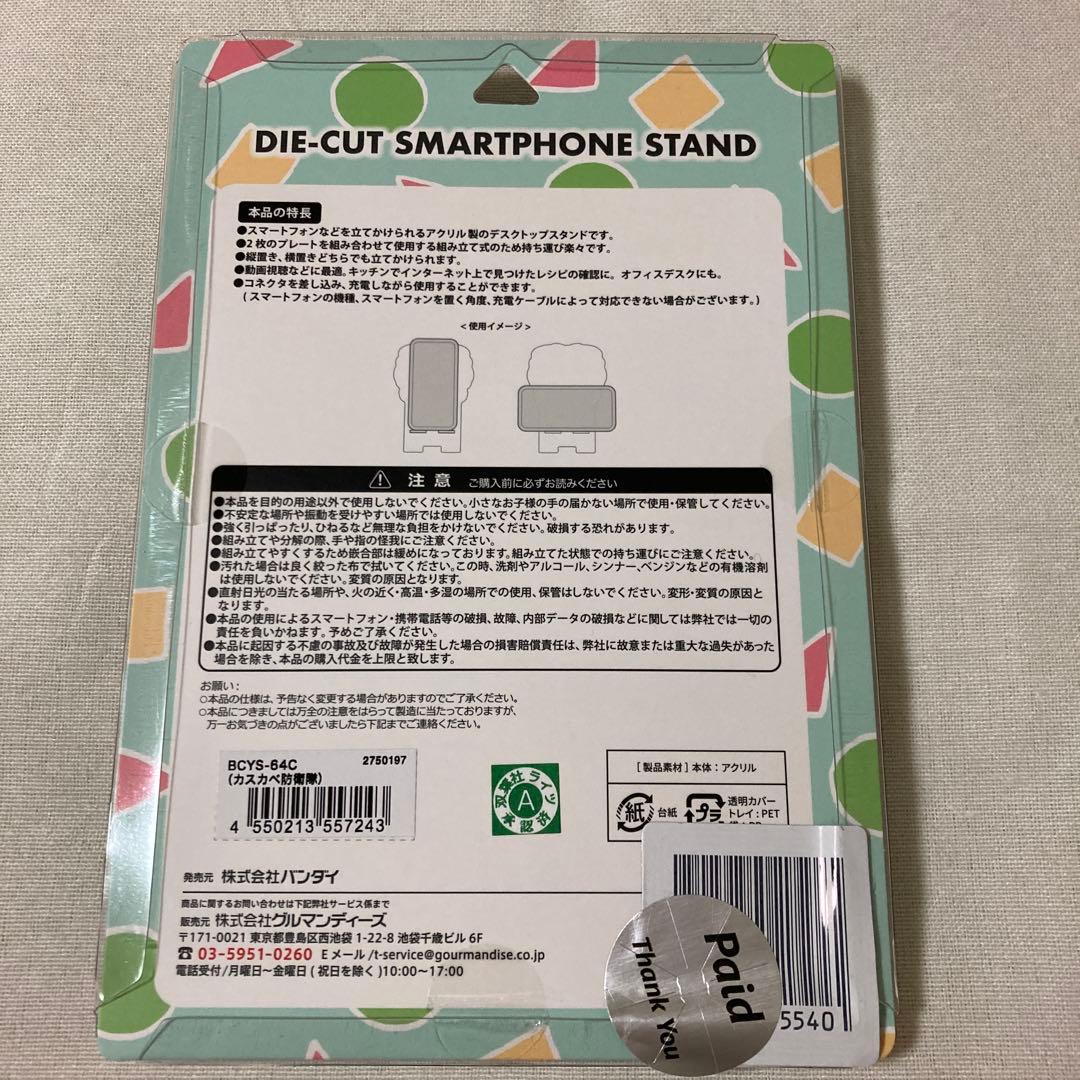 DIE-CUT SMARTPHONE STAND
本品の特長
●スマートフォンなどを立てかけられるアクリル製のデスクトップスタンドです。
●2枚のプレートを組み合わせて使用する組み立て式のため持ち運び楽々です。
●縦置き、横置きどちらでも立てかけられます。
●動画視聴などに最適。キッチンでインターネット上で見つけたレシピの確認に。オフィスデスクにも。
●コネクタを差し込み、充電しながら使用することができます。
(スマートフォンの機種、スマートフォンを置く角度、充電ケーブルによって対応できない場合がございます。)
<使用イメージ>
注意 ご購入前に必ずお読みください
●本品を目的の用途以外で使用しないでください。小さなお子様の手の届かない場所で使用・保管してください。
●不安定な場所や振動を受けやすい場所では使用しないでください。
●強く引っぱったり、ひねるなど無理な負担をかけないでください。破損する恐れがあります。
●組み立てや分解の際、手や指の怪我にご注意ください。
●組み立てやすくするため嵌合部は緩めになっております。組み立てた状態での持ち運びにご注意ください。
●汚れた場合は良く絞った布で拭いてください。この時、洗剤やアルコール、シンナー、ベンジンなどの有機溶剤
は使用しないでください。変質の原因となります。
●直射日光の当たる場所や、火の近く・高温・多湿の場所での使用、保管はしないでください。変形・変質の原因と
なります。
●本品の使用によるスマートフォン・携帯電話等の破損、故障、内部データの破損などに関しては弊社では一切の
責任を負いかねます。予めご了承ください。
●本品に起因する不慮の事故及び故障が発生した場合の損害賠償責任は、弊社に故意または重大な過失があった
場合を除き、本品の購入代金を上限と致します。
お願い:
○本品の仕様は、予告なく変更する場合がありますのでご了承ください。
○本品につきましては万全の注意をはらって製造に当たっておりますが、
万一お気づきの点がございましたら下記までご連絡ください。
BCYS-64C 2750197
(カスカベ防衛隊)
4 550213 557243
双葉社ライツ
A
承認済
[製品素材]本体:アクリル
紙 台紙
プラ 透明カバー
トレイ:PET
発売元 株式会社バンダイ
商品に関するお問い合わせは下記弊社サービス係まで
販売元 株式会社グルマンディーズ
〒171-0021 東京都豊島区西池袋1-22-8 池袋千歳ビル 6F
☎ 03-5951-0260 Eメール/t-service@gourmandise.co.jp
電話受付/月曜日~金曜日(祝日を除く)10:00~17:00
Paid
Thank You
5540